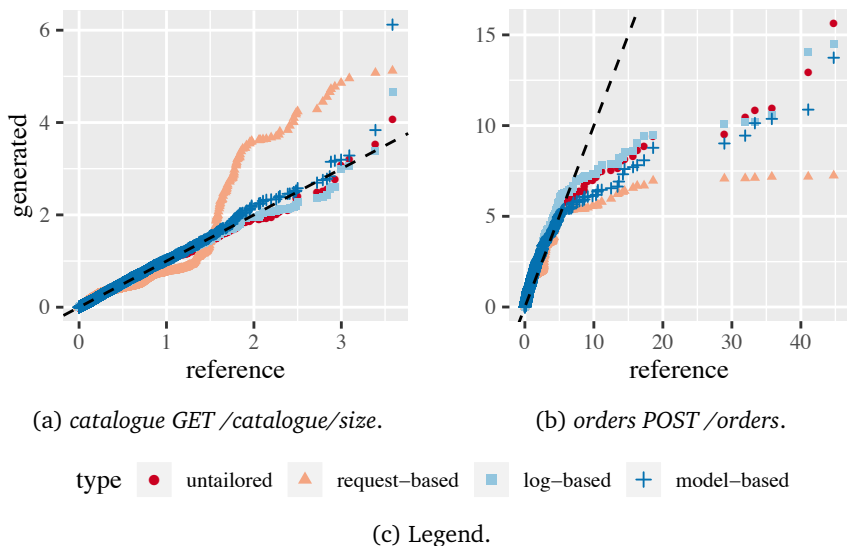 6
4
2
0
0
1
2
3
generated
reference
15
10
5
0
0
10
20
30
40
reference
(a) catalogue GET /catalogue/size.
(b) orders POST /orders.
type untailored request−based log−based model−based
(c) Legend.